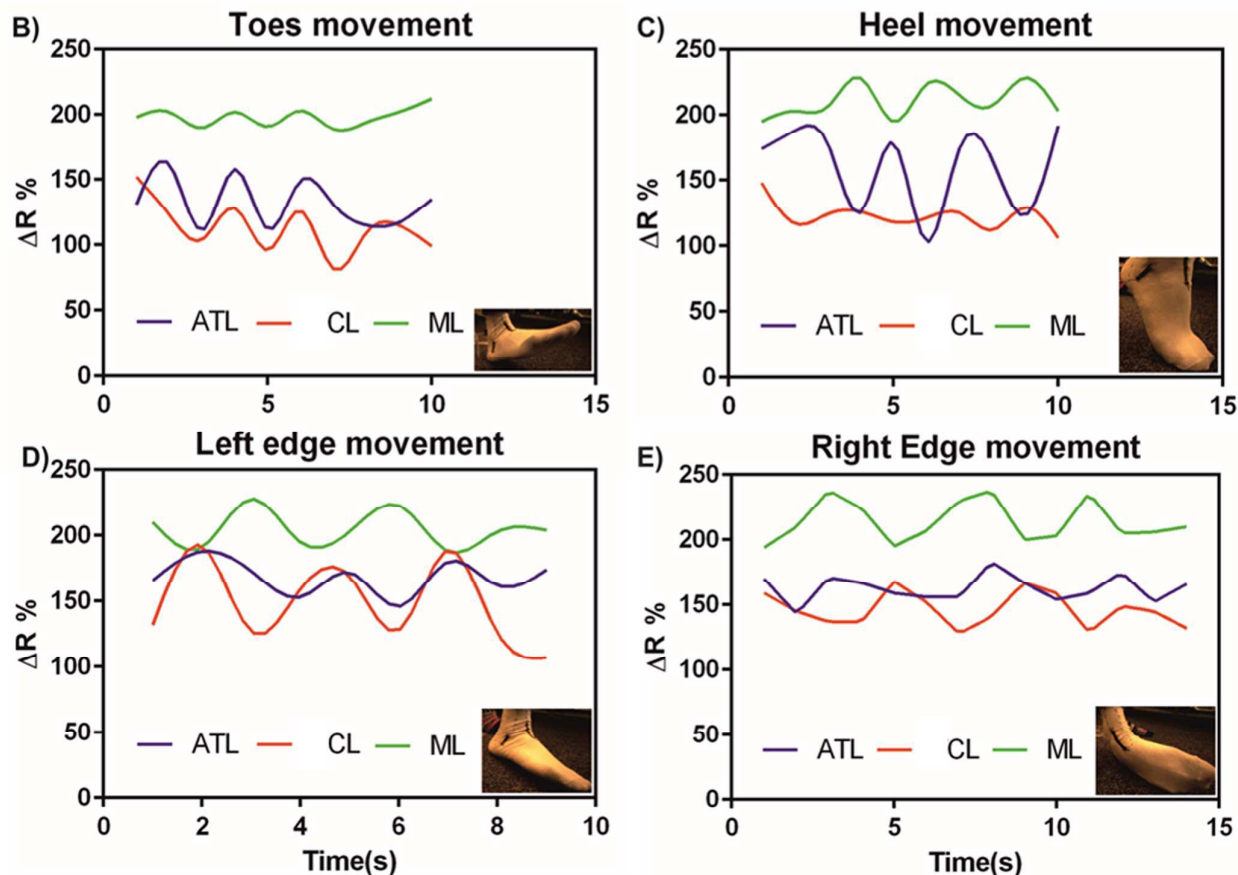 B) Toes movement
250
200
150
100
50
0
ΔR %
ATL CL ML
0 5 10 15
C) Heel movement
250
200
150
100
50
0
ΔR %
ATL CL ML
0 5 10 15
D) Left edge movement
250
200
150
100
50
0
ΔR %
ATL CL ML
0 2 4 6 8 10
Time(s)
E) Right Edge movement
250
200
150
100
50
0
ΔR %
ATL CL ML
0 5 10 15
Time(s)